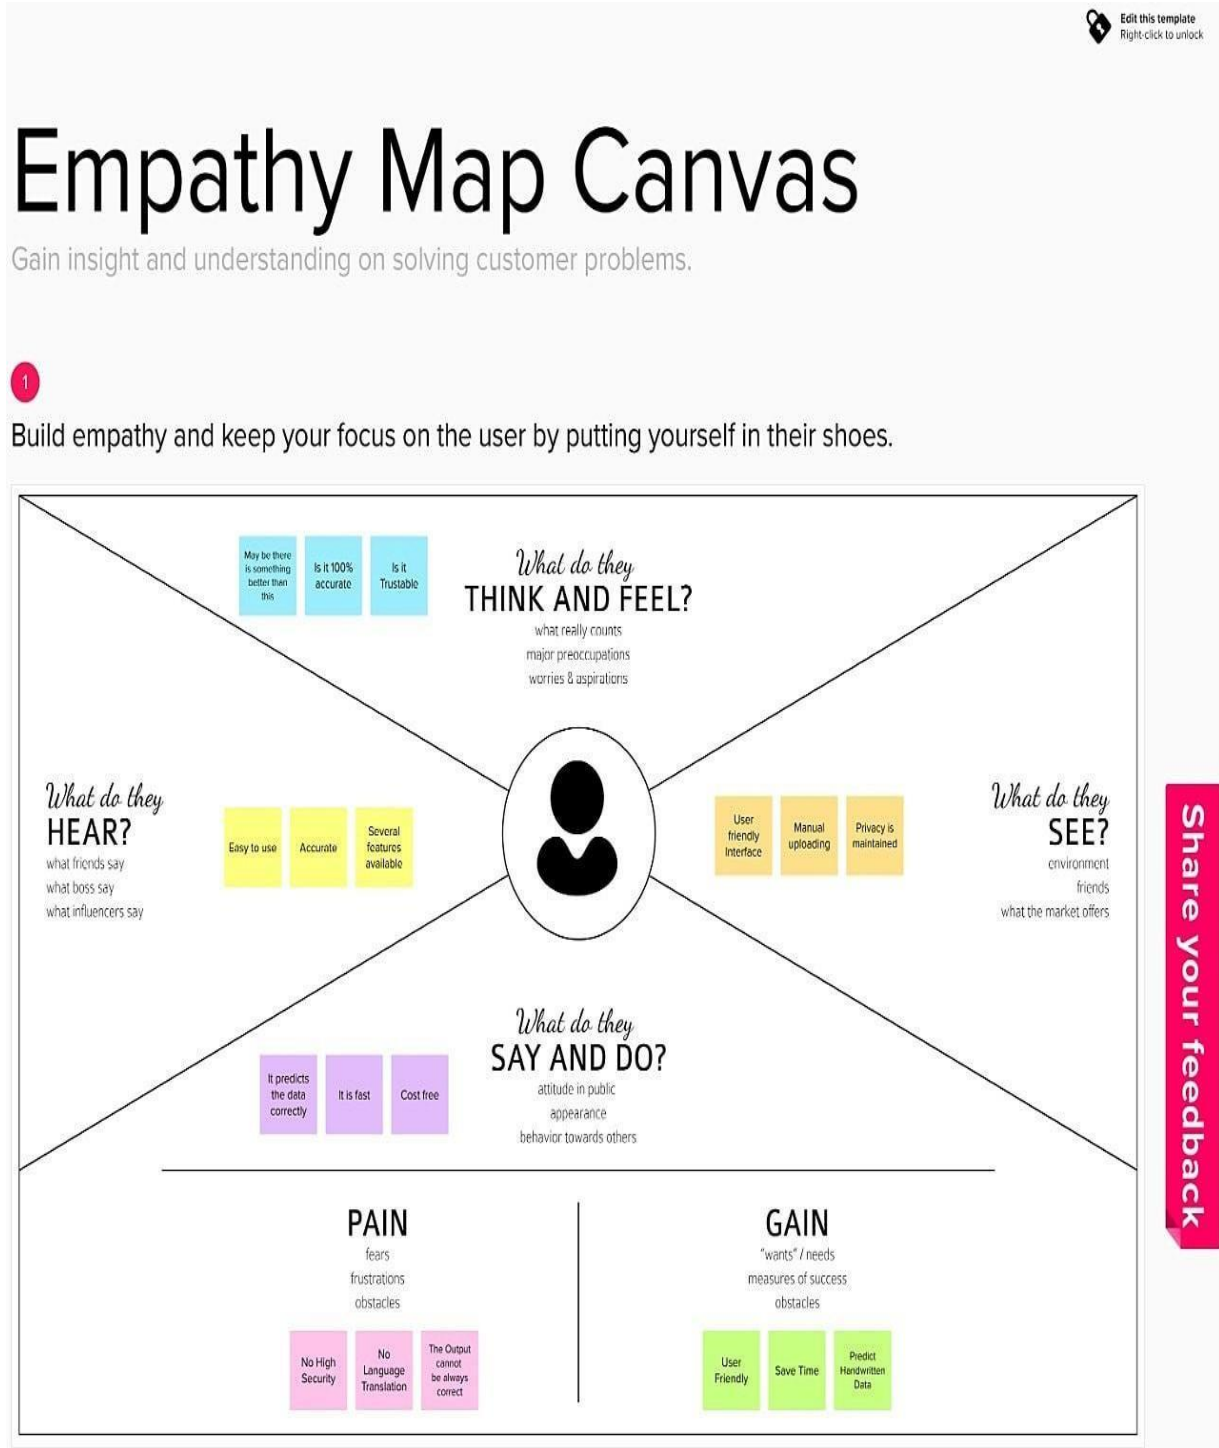 Edit this template
Right-click to unlock
Empathy Map Canvas
Gain insight and understanding on solving customer problems.
1
Build empathy and keep your focus on the user by putting yourself in their shoes.
May be there
is something
better than
this
Is it 100%
accurate
Is it
Trustable
What do they
THINK AND FEEL?
what really counts
major preoccupations
worries & aspirations
What do they
HEAR?
what friends say
what boss say
what influencers say
Easy to use
Accurate
Several
features
available
User
friendly
Interface
Manual
uploading
Privacy is
maintained
What do they
SEE?
environment
friends
what the market offers
What do they
SAY AND DO?
attitude in public
appearance
behavior towards others
It predicts
the data
correctly
It is fast
Cost free
PAIN
fears
frustrations
obstacles
No High
Security
No
Language
Translation
The Output
cannot
be always
correct
GAIN
"wants" / needs
measures of success
obstacles
User
Friendly
Save Time
Predict
Handwritten
Data
Share your feedback